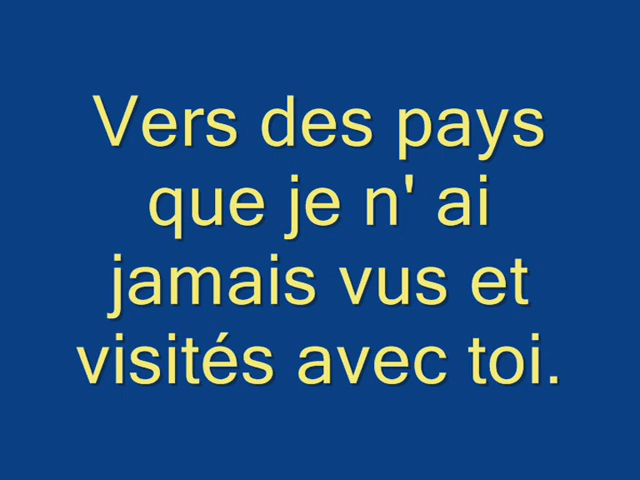 Vers des pays
que je n' ai
jamais vus et
visités avec toi.